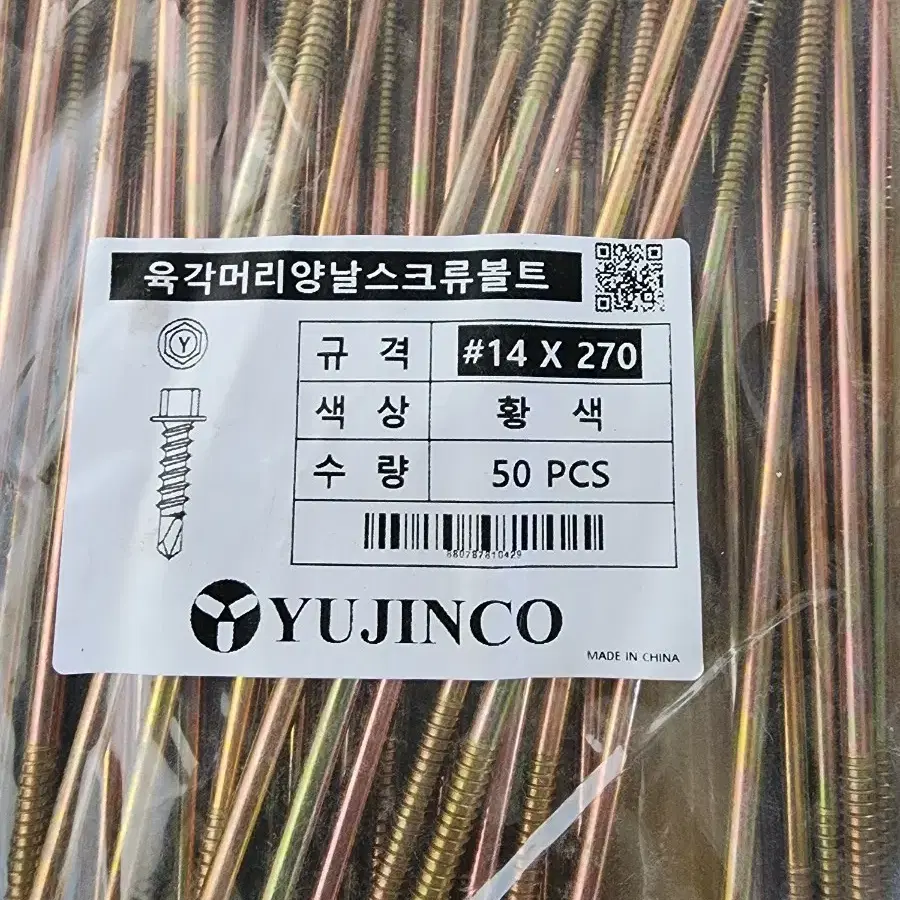 육각머리양날스크류볼트
Y
규 격 #14 X 270
색 상 황 색
수 량 50 PCS
880787810429
YUJINCO
MADE IN CHINA